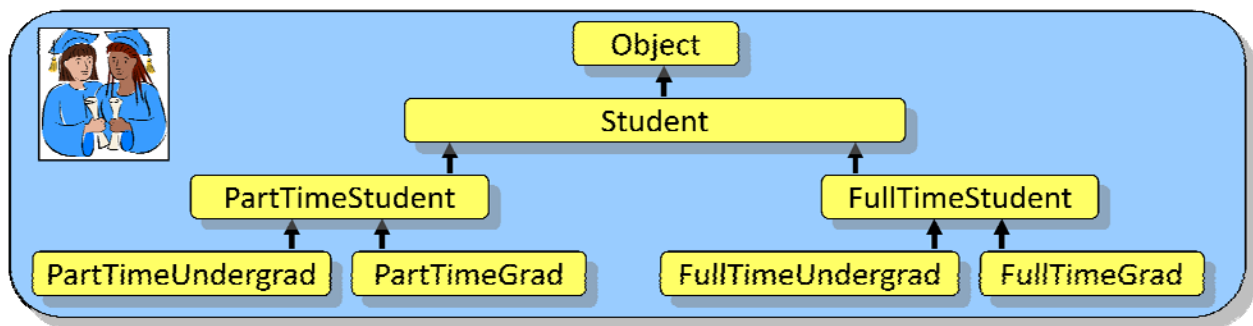 Object
Student
PartTimeStudent
FullTimeStudent
PartTimeUndergrad
PartTimeGrad
FullTimeUndergrad
FullTimeGrad